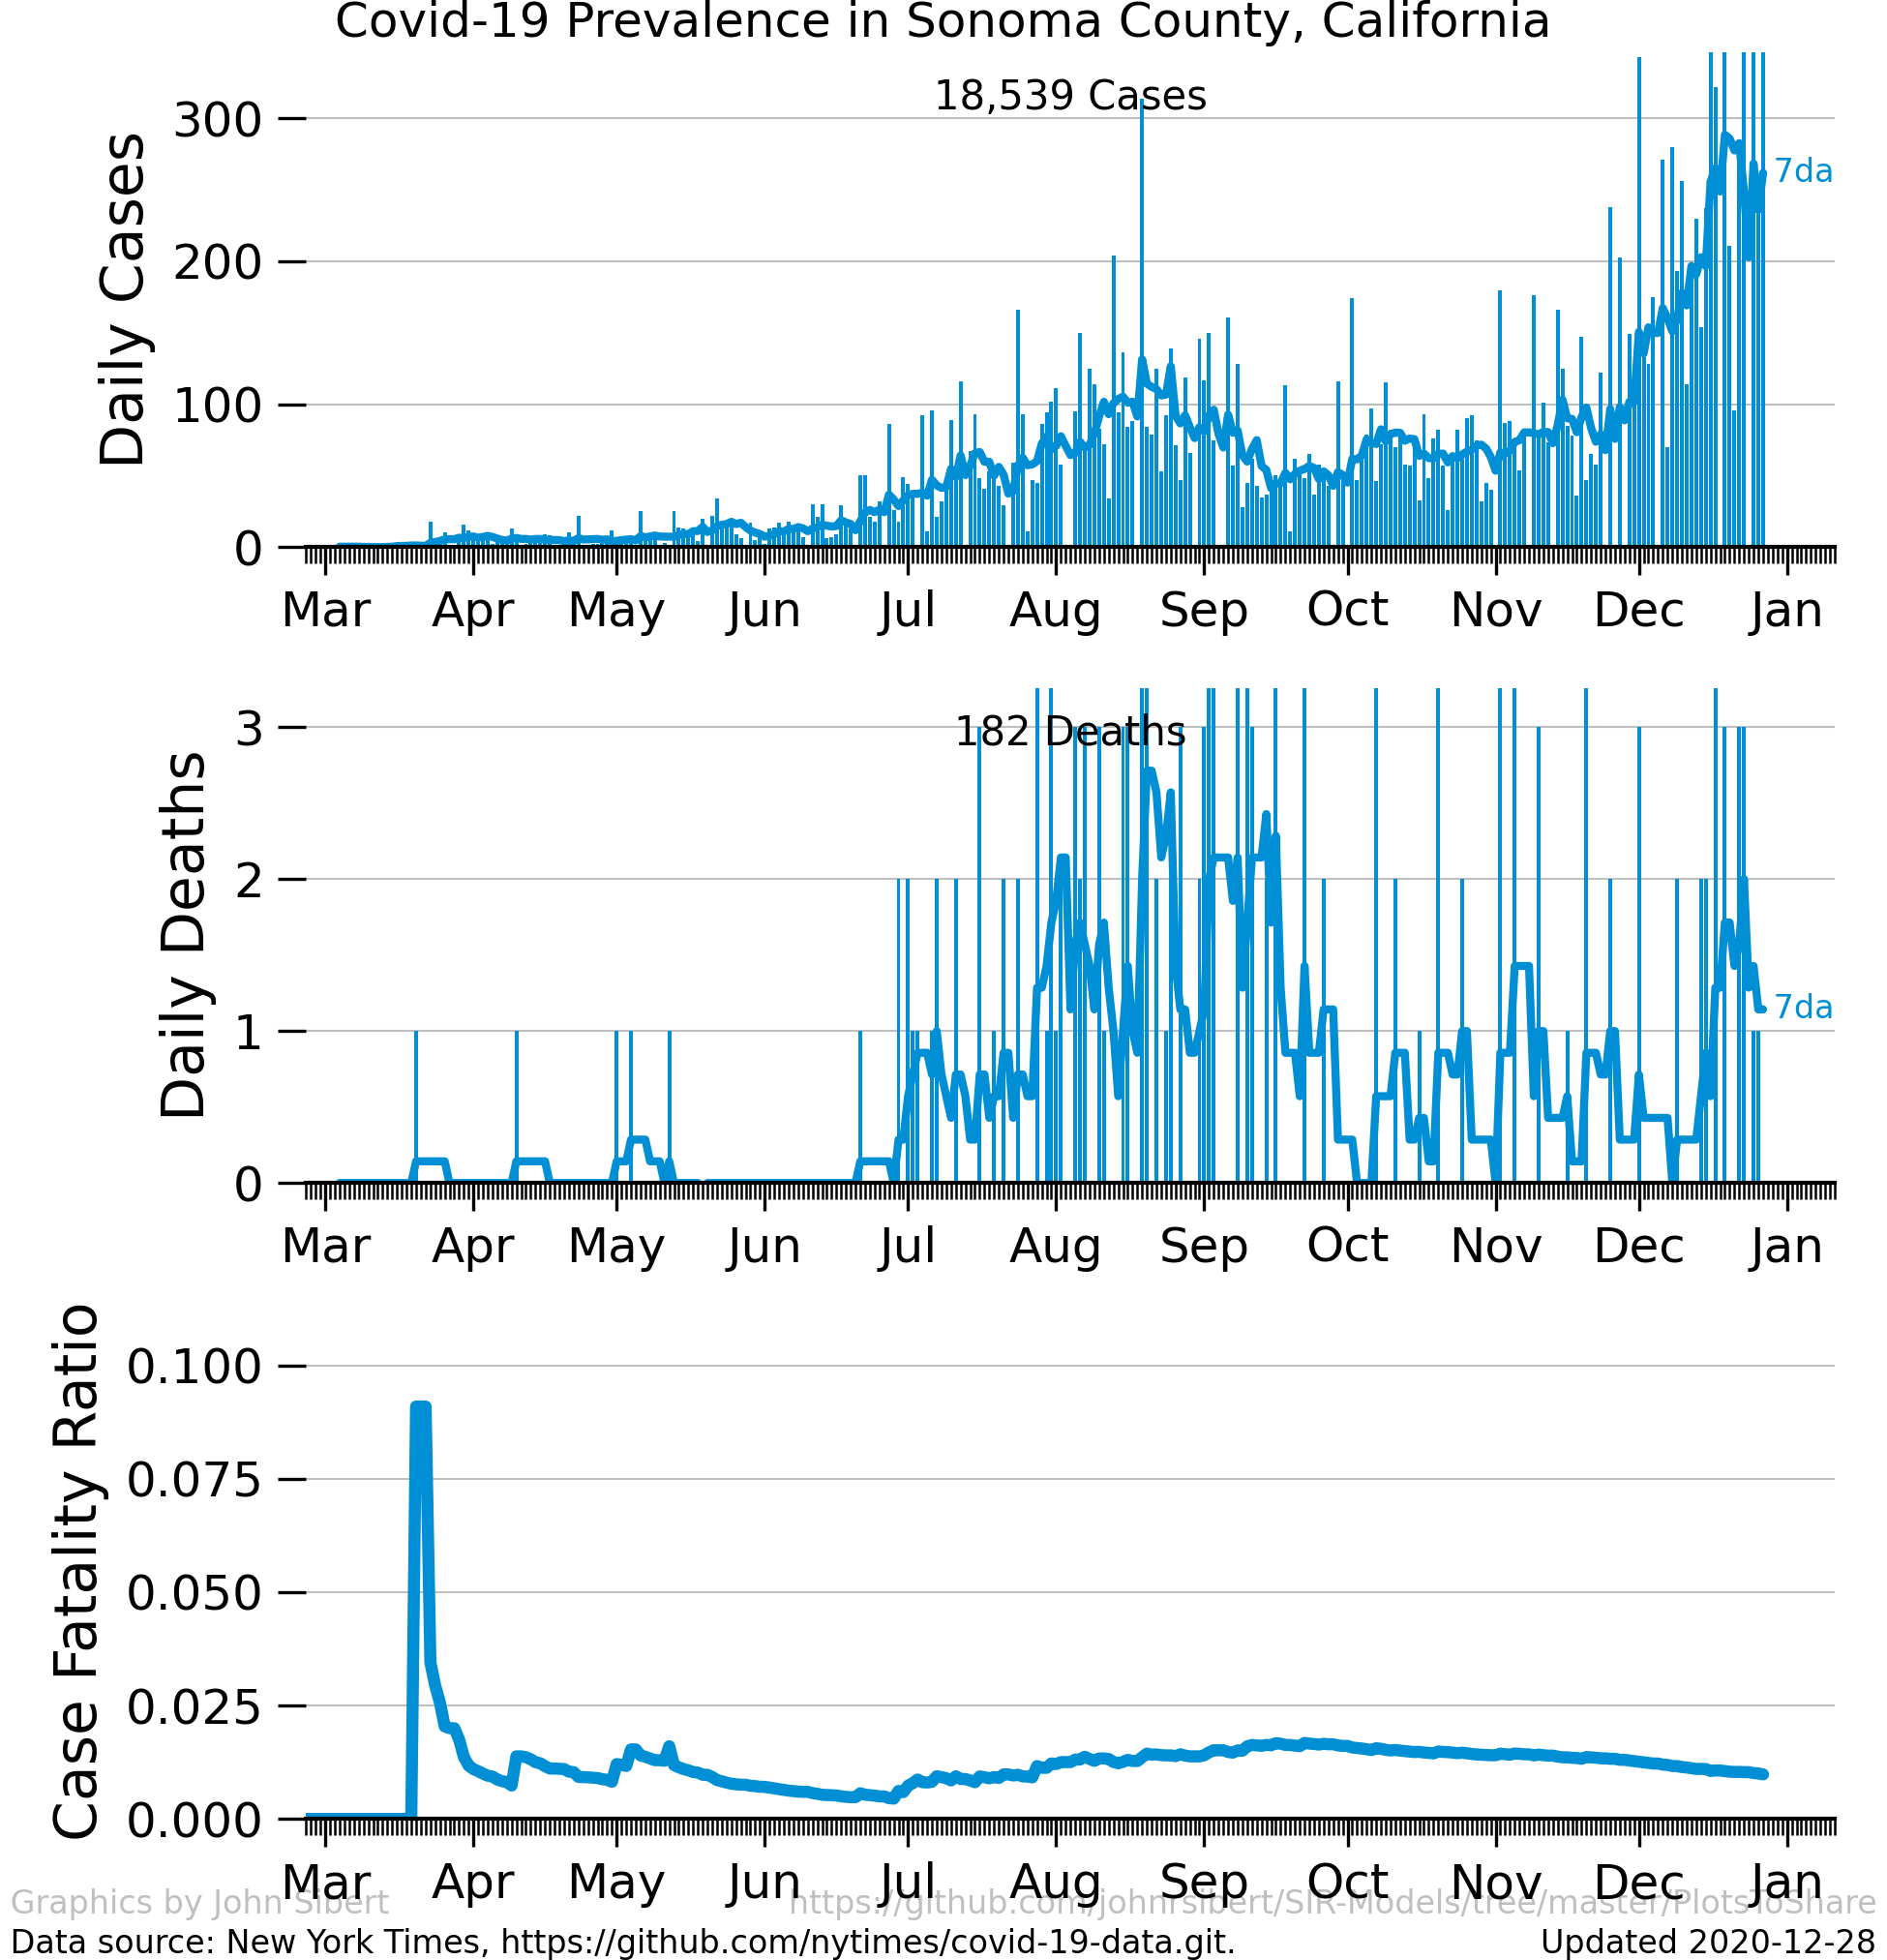 Covid-19 Prevalence in Sonoma County, California
18,539 Cases
Daily Cases
300
200
100
0
7da
Mar Apr May Jun Jul Aug Sep Oct Nov Dec Jan
182 Deaths
Daily Deaths
3
2
1
0
7da
Mar Apr May Jun Jul Aug Sep Oct Nov Dec Jan
Case Fatality Ratio
0.100
0.075
0.050
0.025
0.000
Mar Apr May Jun Jul Aug Sep Oct Nov Dec Jan
Graphics by John Sibert https://github.com/johnrsibert/SIR-Models/tree/master/PlotsToShare
Data source: New York Times, https://github.com/nytimes/covid-19-data.git. Updated 2020-12-28